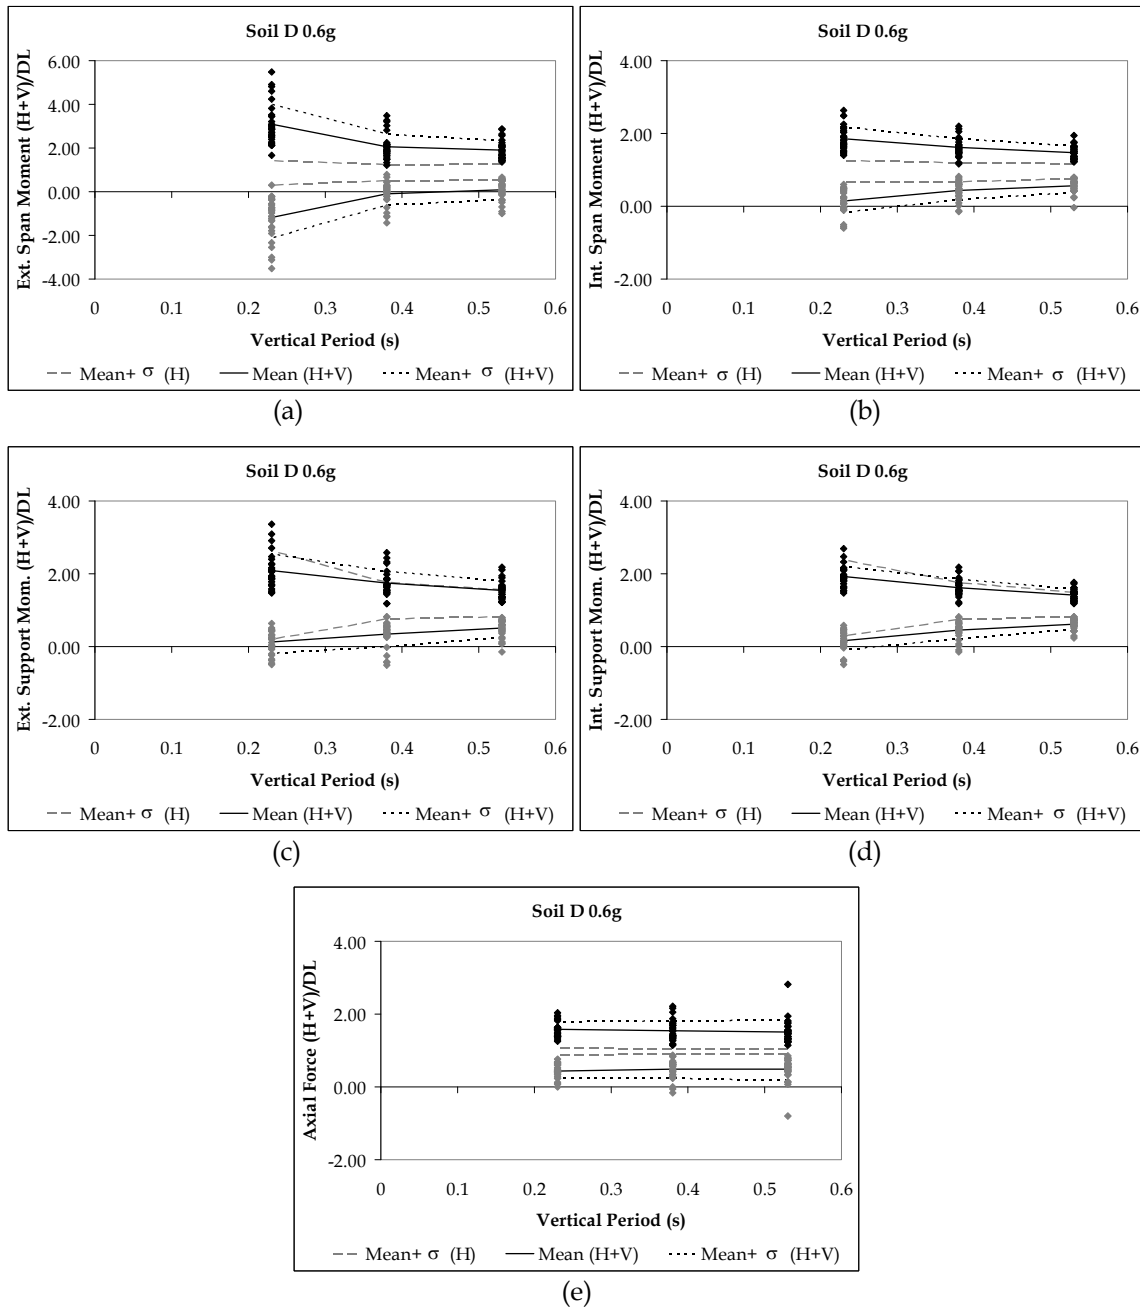 Soil D 0.6g
Ext. Span Moment (H+V)/DL
6.00
4.00
2.00
0.00
-2.00
-4.00
0 0.1 0.2 0.3 0.4 0.5 0.6
Vertical Period (s)
Mean+ σ (H) Mean (H+V) Mean+ σ (H+V)
(a)
Soil D 0.6g
Int. Span Moment (H+V)/DL
4.00
2.00
0.00
-2.00
0 0.1 0.2 0.3 0.4 0.5 0.6
Vertical Period (s)
Mean+ σ (H) Mean (H+V) Mean+ σ (H+V)
(b)
Soil D 0.6g
Ext. Support Mom. (H+V)/DL
4.00
2.00
0.00
-2.00
0 0.1 0.2 0.3 0.4 0.5 0.6
Vertical Period (s)
Mean+ σ (H) Mean (H+V) Mean+ σ (H+V)
(c)
Soil D 0.6g
Int. Support Mom. (H+V)/DL
4.00
2.00
0.00
-2.00
0 0.1 0.2 0.3 0.4 0.5 0.6
Vertical Period (s)
Mean+ σ (H) Mean (H+V) Mean+ σ (H+V)
(d)
Soil D 0.6g
Axial Force (H+V)/DL
4.00
2.00
0.00
-2.00
0 0.1 0.2 0.3 0.4 0.5 0.6
Vertical Period (s)
Mean+ σ (H) Mean (H+V) Mean+ σ (H+V)
(e)